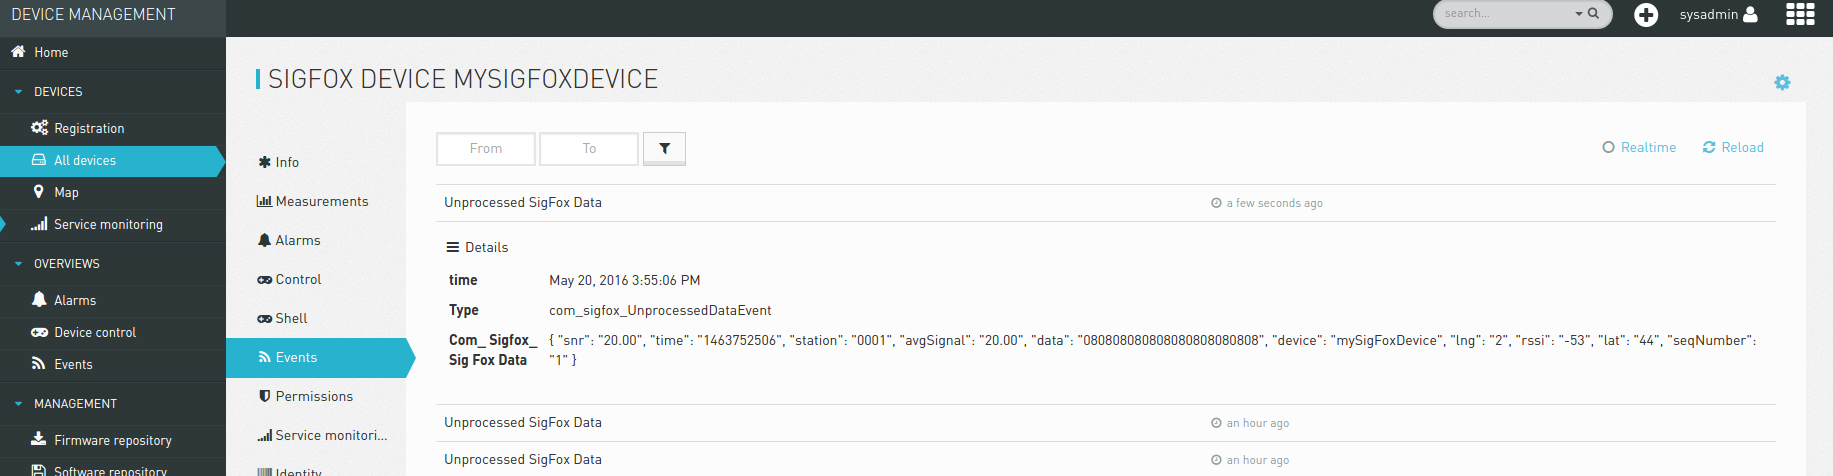 DEVICE MANAGEMENT
search...
sysadmin
Home
DEVICES
Registration
All devices
Map
Service monitoring
OVERVIEWS
Alarms
Device control
Events
MANAGEMENT
Firmware repository
Software repository
SIGFOX DEVICE MYSIGFOXDEVICE
Info
Measurements
Alarms
Control
Shell
Events
Permissions
Service monitori...
Identity
From To
Realtime Reload
Unprocessed SigFox Data a few seconds ago
Details
time May 20, 2016 3:55:06 PM
Type com_sigfox_UnprocessedDataEvent
Com_ Sigfox_ { "snr": "20.00", "time": "1463752506", "station": "0001", "avgSignal": "20.00", "data": "080808080808080808080808", "device": "mySigFoxDevice", "lng": "2", "rssi": "-53", "lat": "44", "seqNumber":
Sig Fox Data "1" }
Unprocessed SigFox Data an hour ago
Unprocessed SigFox Data an hour ago